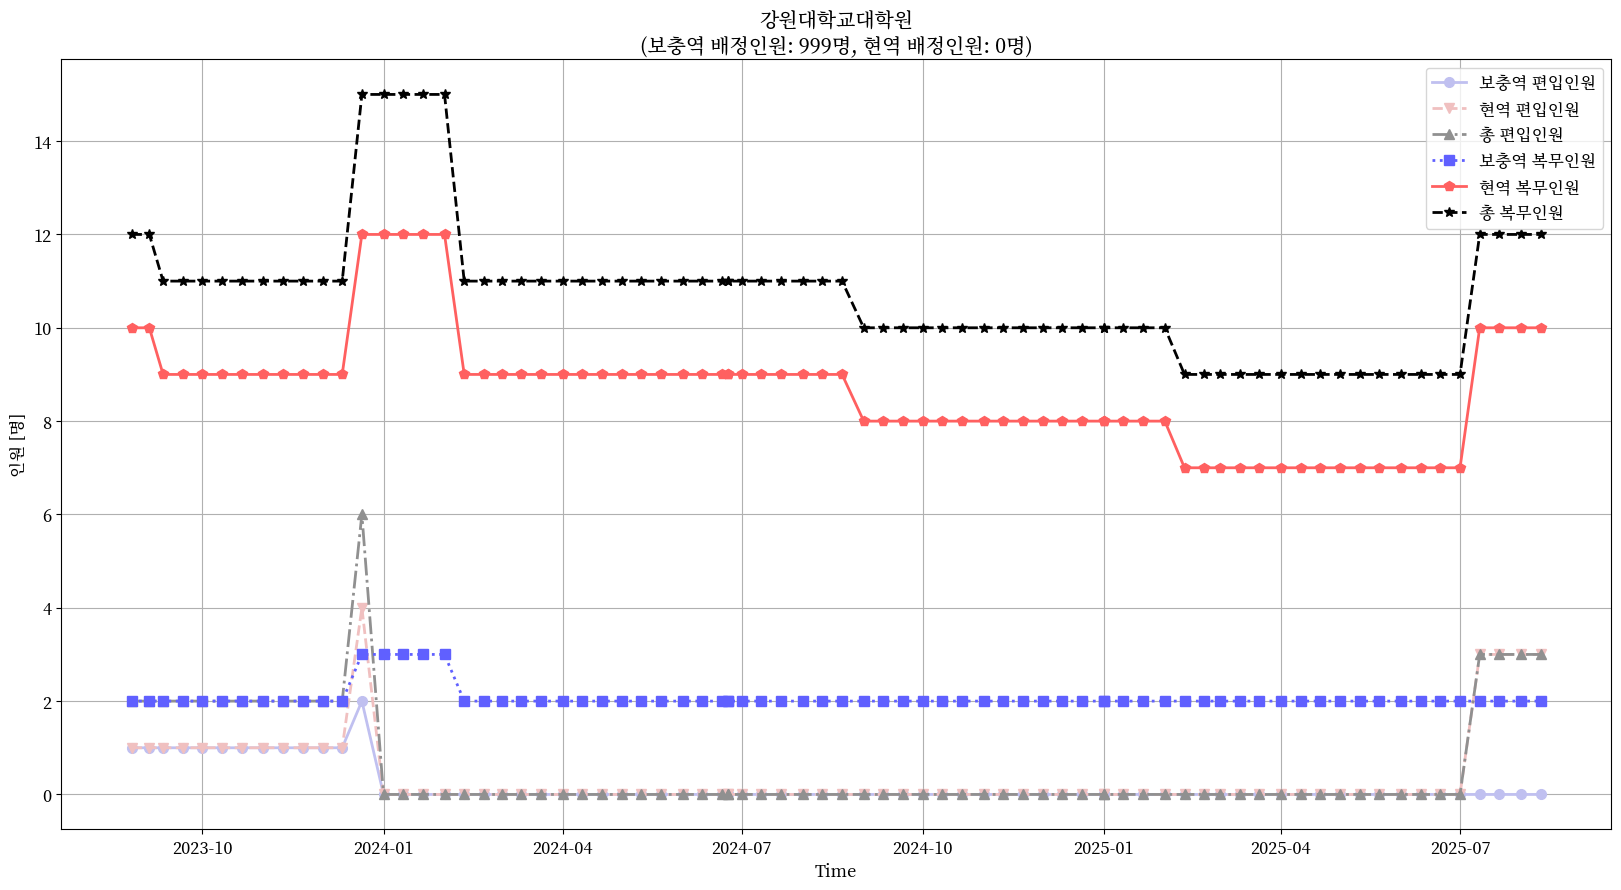 강원대학교대학원
(보충역 배정인원: 999명, 현역 배정인원: 0명)
보충역 편입인원
현역 편입인원
총 편입인원
보충역 복무인원
현역 복무인원
총 복무인원
인원 [명]
14
12
10
8
6
4
2
0
2023-10
2024-01
2024-04
2024-07
2024-10
2025-01
2025-04
2025-07
Time